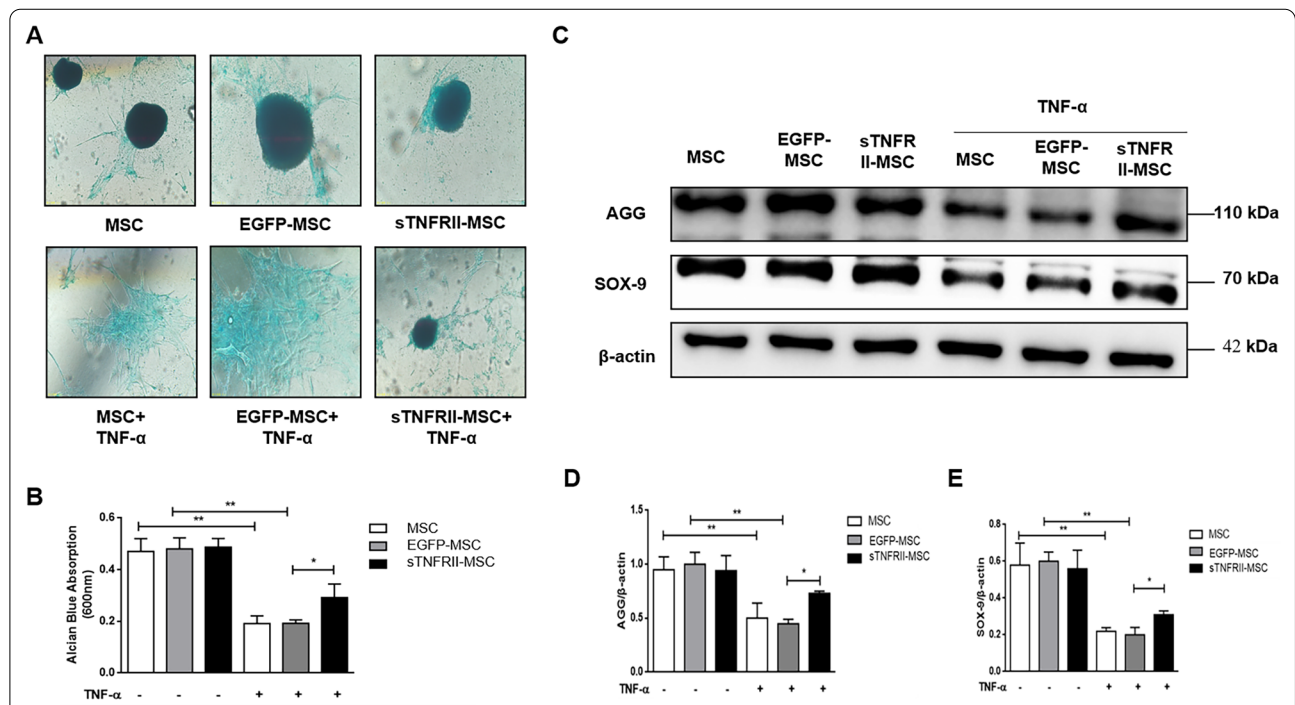 A
MSC
EGFP-MSC
sTNFRII-MSC
MSC+
TNF-α
EGFP-MSC+
TNF-α
sTNFRII-MSC+
TNF-α
B
Alcian Blue Absorption
(600nm)
0.6
0.4
0.2
0.0
**
**
*
MSC
EGFP-MSC
sTNFRII-MSC
TNF-α - - - + + +
C
TNF-α
MSC
EGFP-
MSC
sTNFR
II-MSC
MSC
EGFP-
MSC
sTNFR
II-MSC
AGG
110 kDa
SOX-9
70 kDa
β-actin
42 kDa
D
AGG/β-actin
1.5
1.0
0.5
0.0
**
**
*
MSC
EGFP-MSC
sTNFRII-MSC
TNF-α - - - + + +
E
SOX-9/β-actin
0.8
0.6
0.4
0.2
0.0
**
**
*
MSC
EGFP-MSC
sTNFRII-MSC
TNF-α - - - + + +